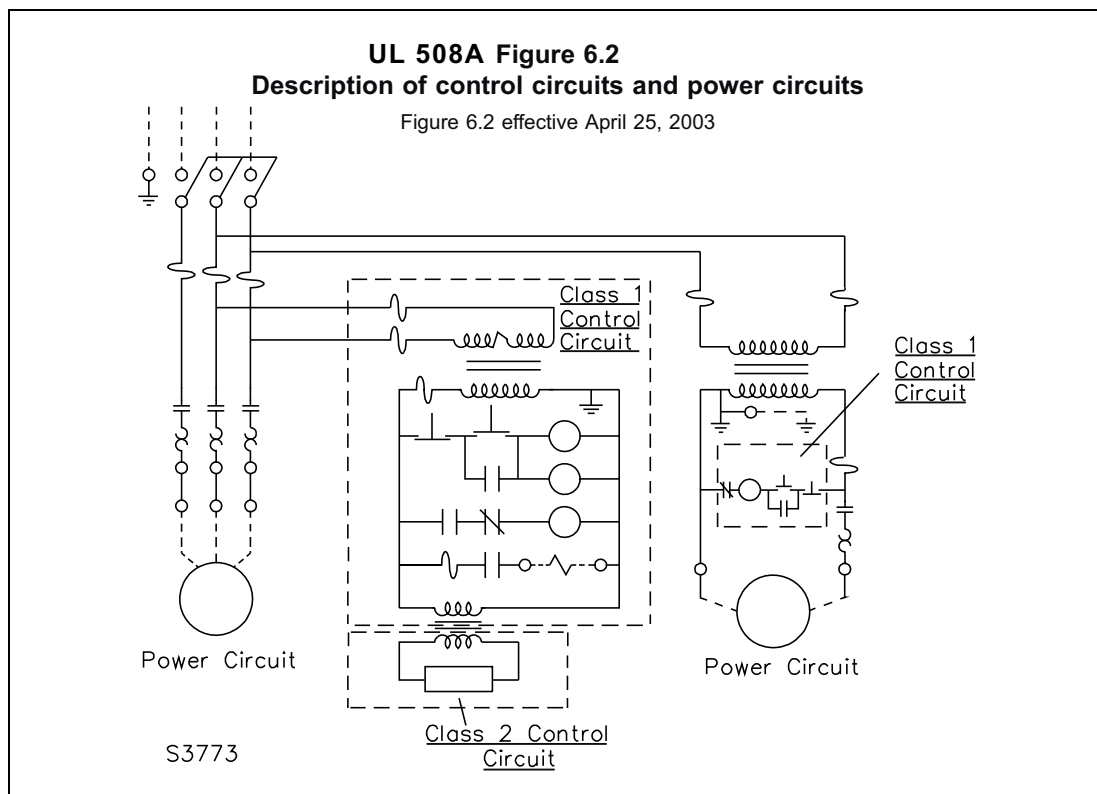 UL 508A Figure 6.2
Description of control circuits and power circuits
Figure 6.2 effective April 25, 2003
Class 1
Control
Circuit
Class 1
Control
Circuit
Power Circuit
Power Circuit
Class 2 Control
Circuit
S3773